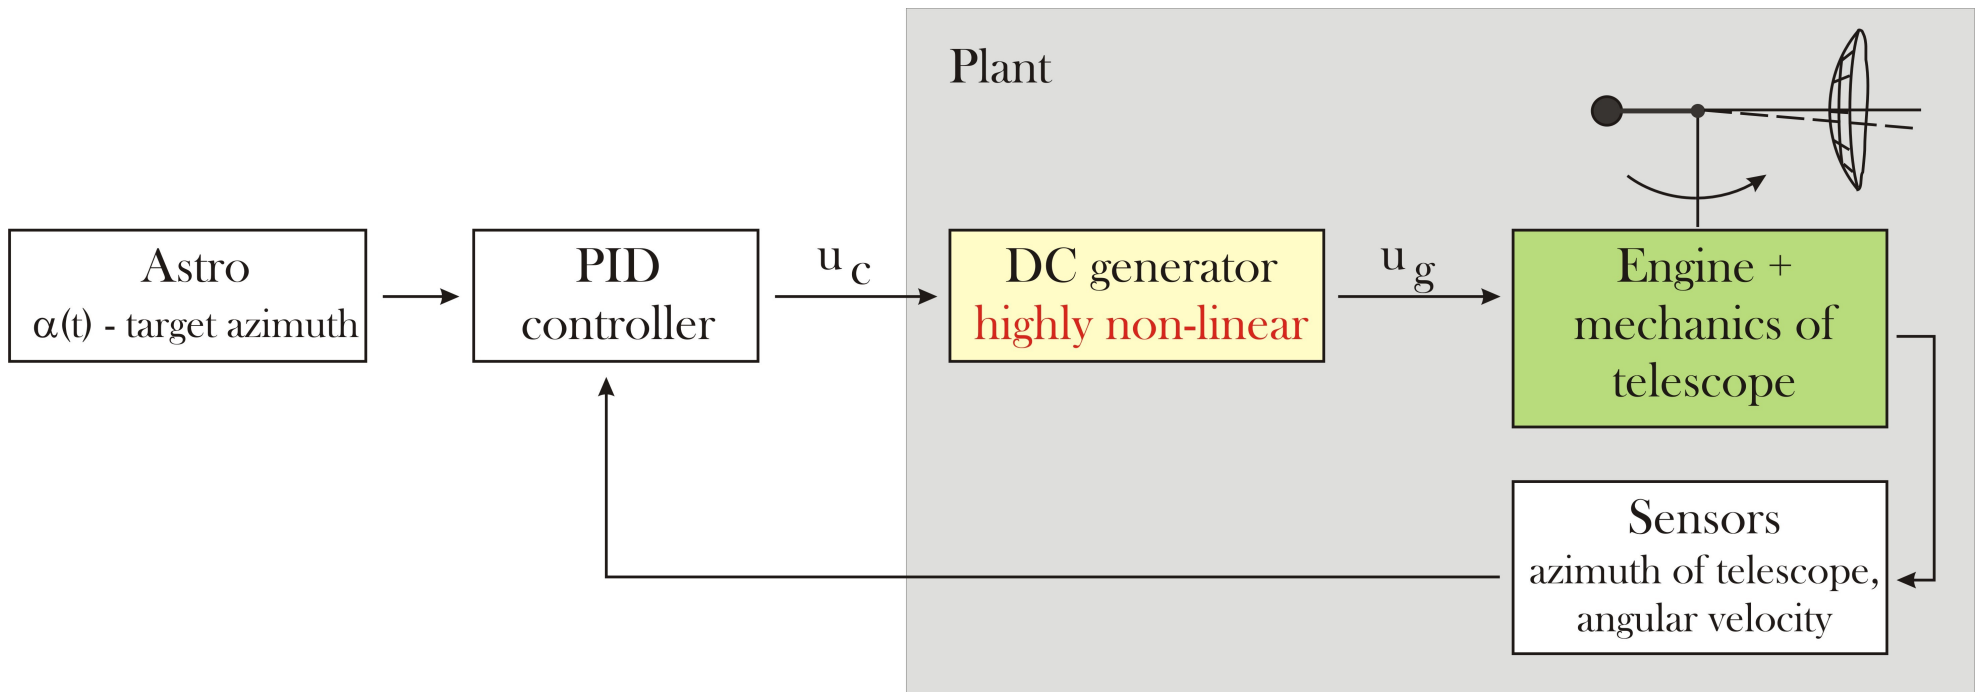 Plant
Astro
α(t) - target azimuth
PID
controller
u c
DC generator
highly non-linear
u g
Engine +
mechanics of
telescope
Sensors
azimuth of telescope,
angular velocity